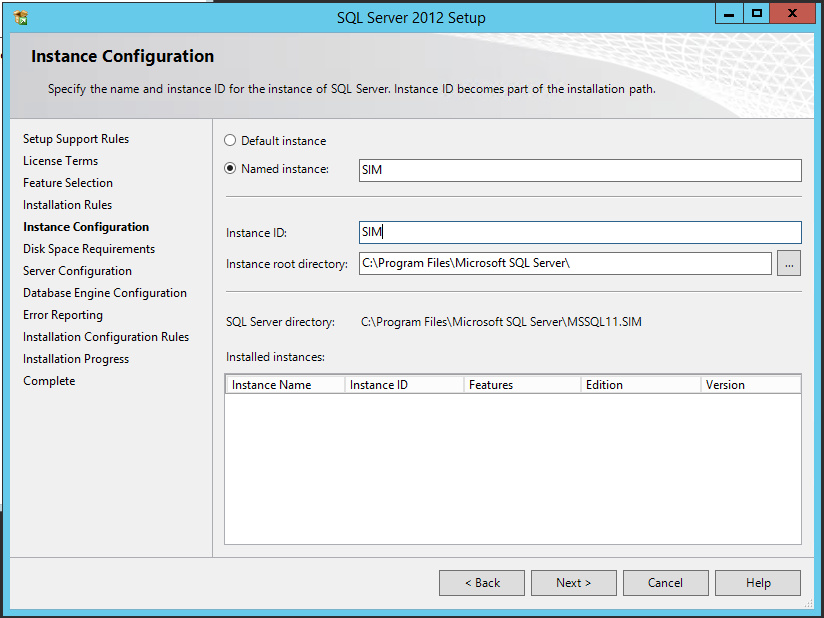 SQL Server 2012 Setup
Instance Configuration
Specify the name and instance ID for the instance of SQL Server. Instance ID becomes part of the installation path.
Setup Support Rules
License Terms
Feature Selection
Installation Rules
Instance Configuration
Disk Space Requirements
Server Configuration
Database Engine Configuration
Error Reporting
Installation Configuration Rules
Installation Progress
Complete
Default instance
Named instance: SIM
Instance ID: SIM
Instance root directory: C:\Program Files\Microsoft SQL Server\ ...
SQL Server directory: C:\Program Files\Microsoft SQL Server\MSSQL11.SIM
Installed instances:
Instance Name Instance ID Features Edition Version
< Back Next > Cancel Help